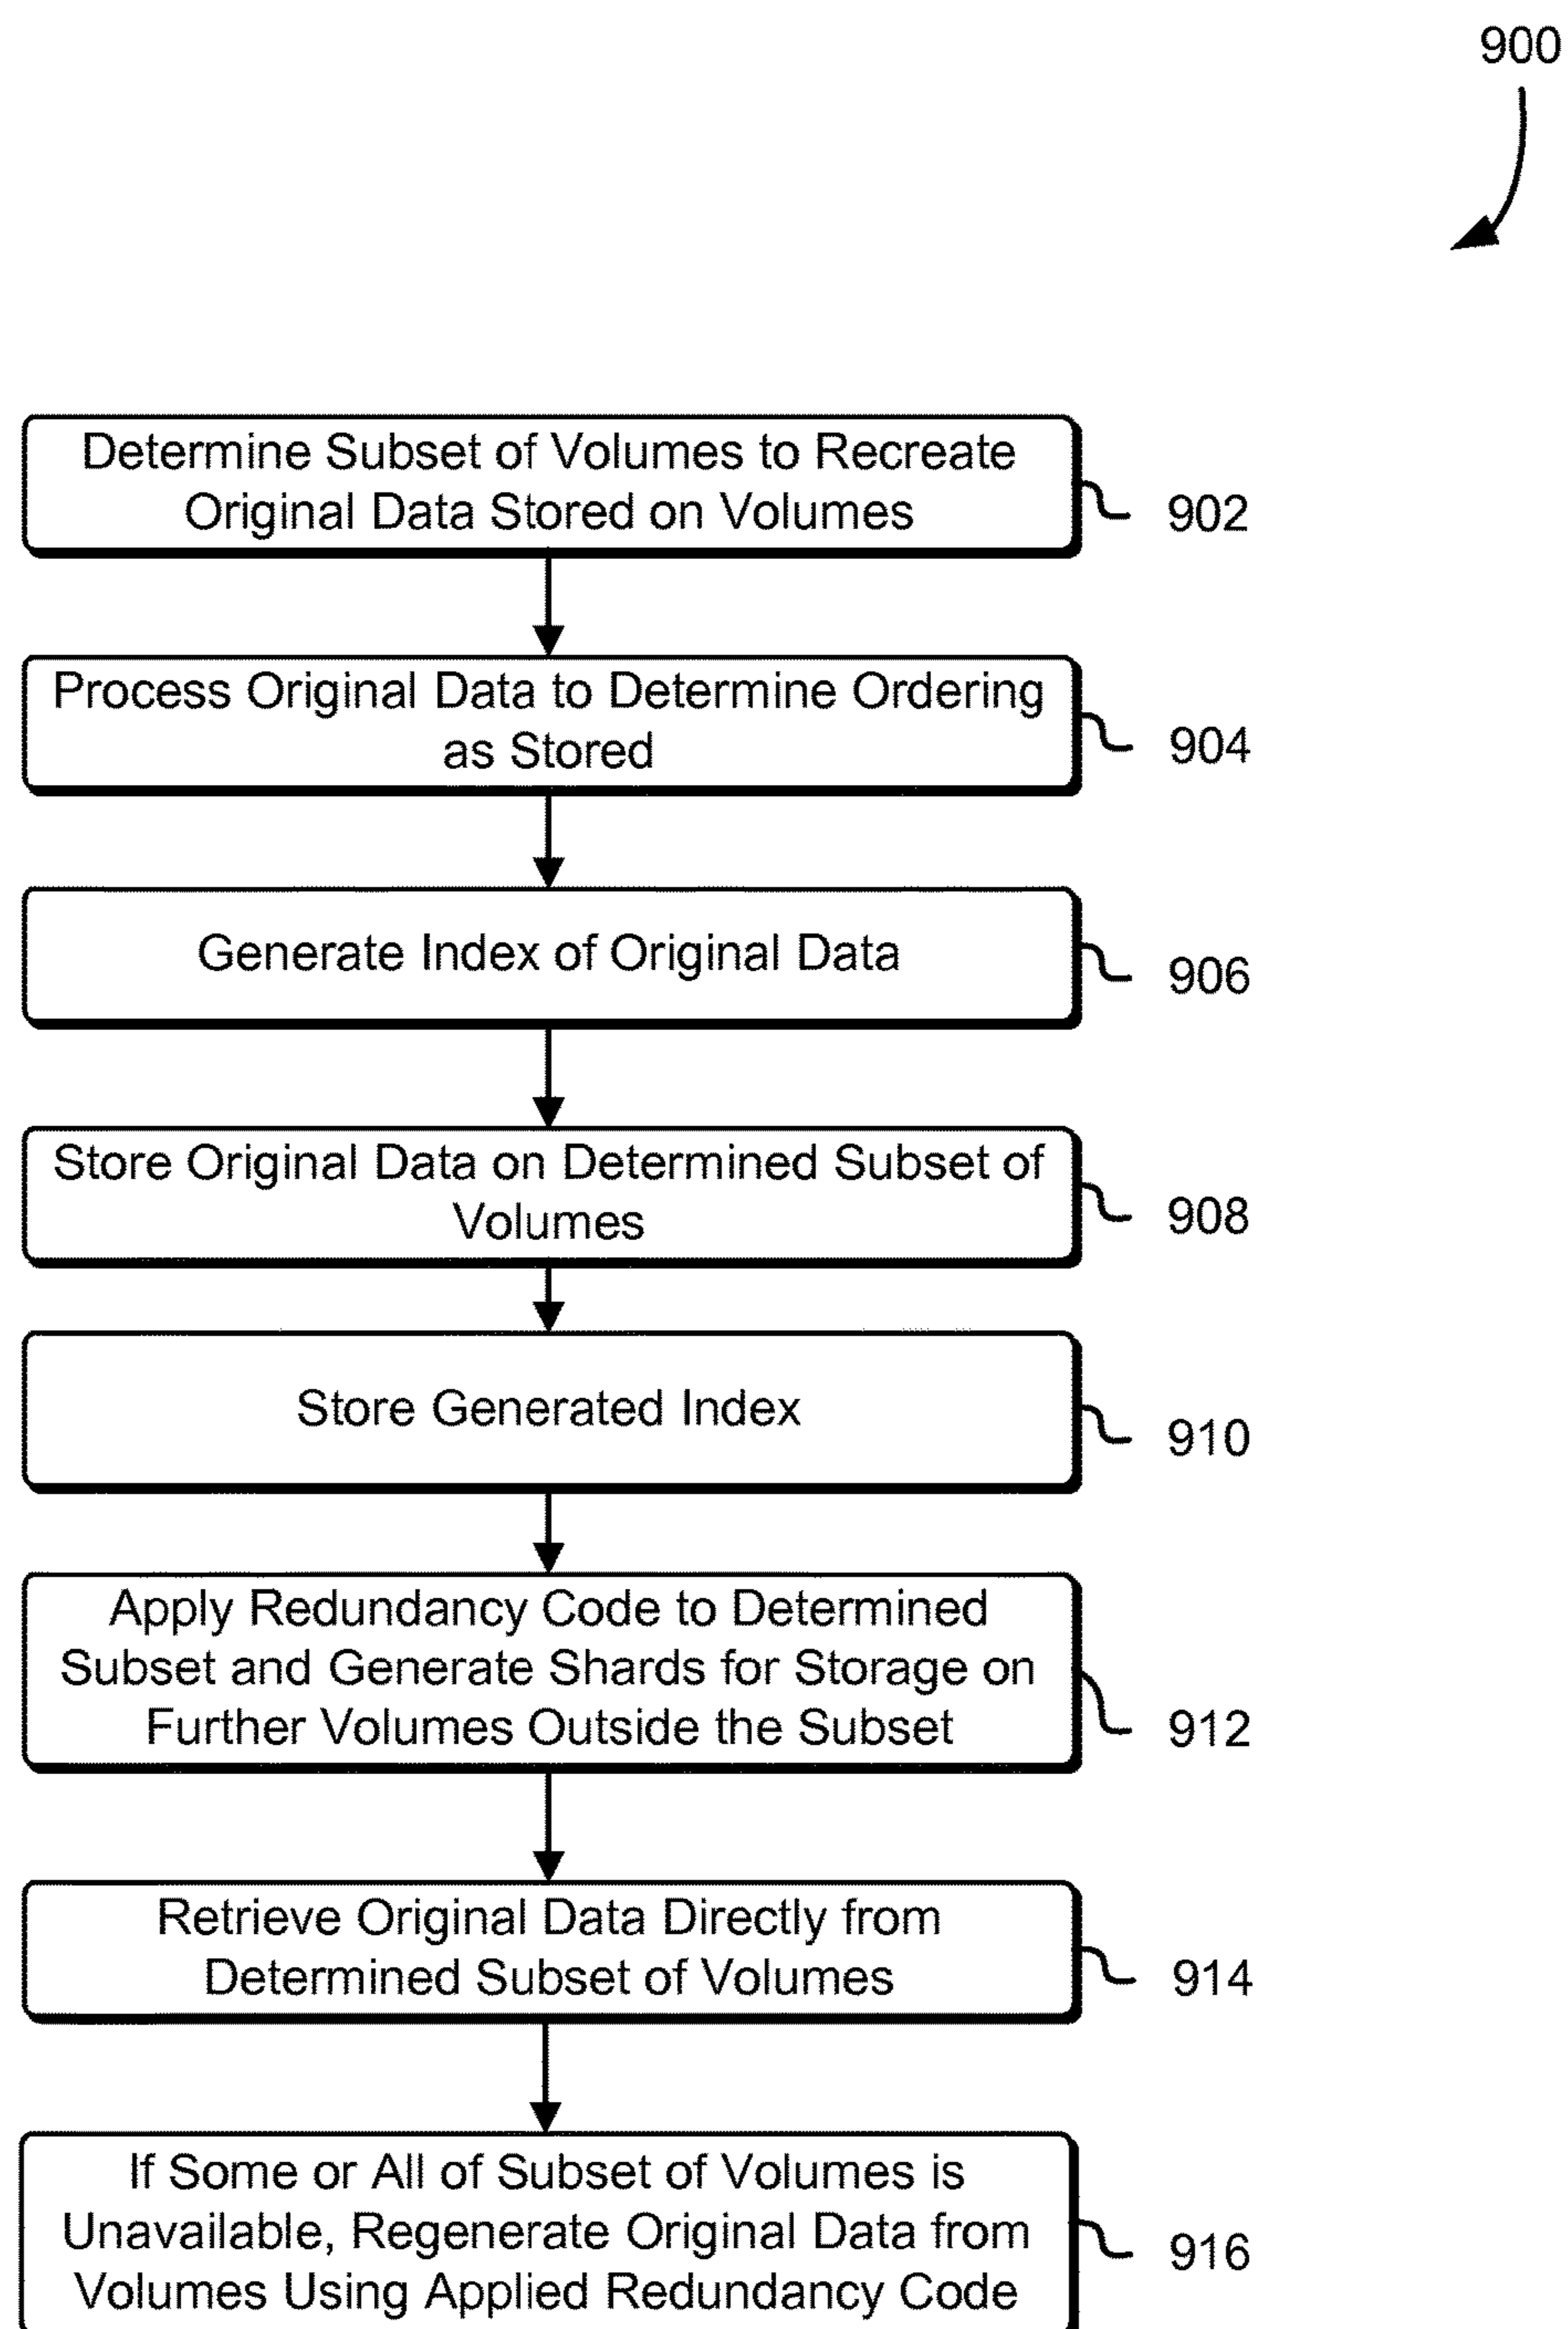 900
Determine Subset of Volumes to Recreate
Original Data Stored on Volumes
902
Process Original Data to Determine Ordering
as Stored
904
Generate Index of Original Data
906
Store Original Data on Determined Subset of
Volumes
908
Store Generated Index
910
Apply Redundancy Code to Determined
Subset and Generate Shards for Storage on
Further Volumes Outside the Subset
912
Retrieve Original Data Directly from
Determined Subset of Volumes
914
If Some or All of Subset of Volumes is
Unavailable, Regenerate Original Data from
Volumes Using Applied Redundancy Code
916